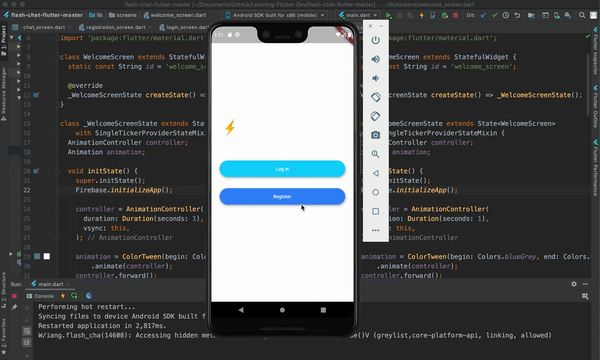 flash-chat-flutter-master
~/Documents/GitHub/Learning-Flutter-Dev/flash-chat-flutter-master
.../lib/screens/welcome_screen.dart
flash-chat-flutter-master
lib
screens
welcome_screen.dart
Android SDK built for x86 (mobile)
main.dart
chat_screen.dart
registration_screen.dart
login_screen.dart
main.dart
import 'package:flutter/material.dart';
class WelcomeScreen extends StatefulWidget {
static const String id = 'welcome_screen';
@override
_WelcomeScreenState createState() => _WelcomeScreenState();
}
class _WelcomeScreenState extends State<WelcomeScreen>
with SingleTickerProviderStateMixin {
AnimationController controller;
Animation animation;
void initState() {
super.initState();
Firebase.initializeApp();
controller = AnimationController(
duration: Duration(seconds: 1),
vsync: this,
); // AnimationController
animation = ColorTween(begin: Colors.blueGrey, end: Colors
.animate(controller);
controller.forward();
Log In
Register
1: Project
Resource Manager
2: Structure
2: Favorites
Flutter Inspector
Flutter Outline
Flutter Performance
Run:
main.dart
Console
Performing hot restart...
Syncing files to device Android SDK built f
Restarted application in 2,817ms.
W/iang.flash_cha(14608): Accessing hidden met
e()V (greylist,core-platform-api, linking, allowed)